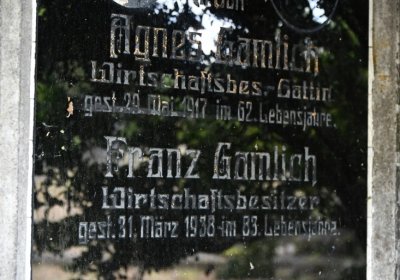 Agnes Gamlich
Wirtschaftsbes.-Gattin
gest. 29. Mai 1917 im 62. Lebensjahre.
Franz Gamlich
Wirtschaftsbesitzer
gest. 31. März 1938 im 83. Lebensjahre.